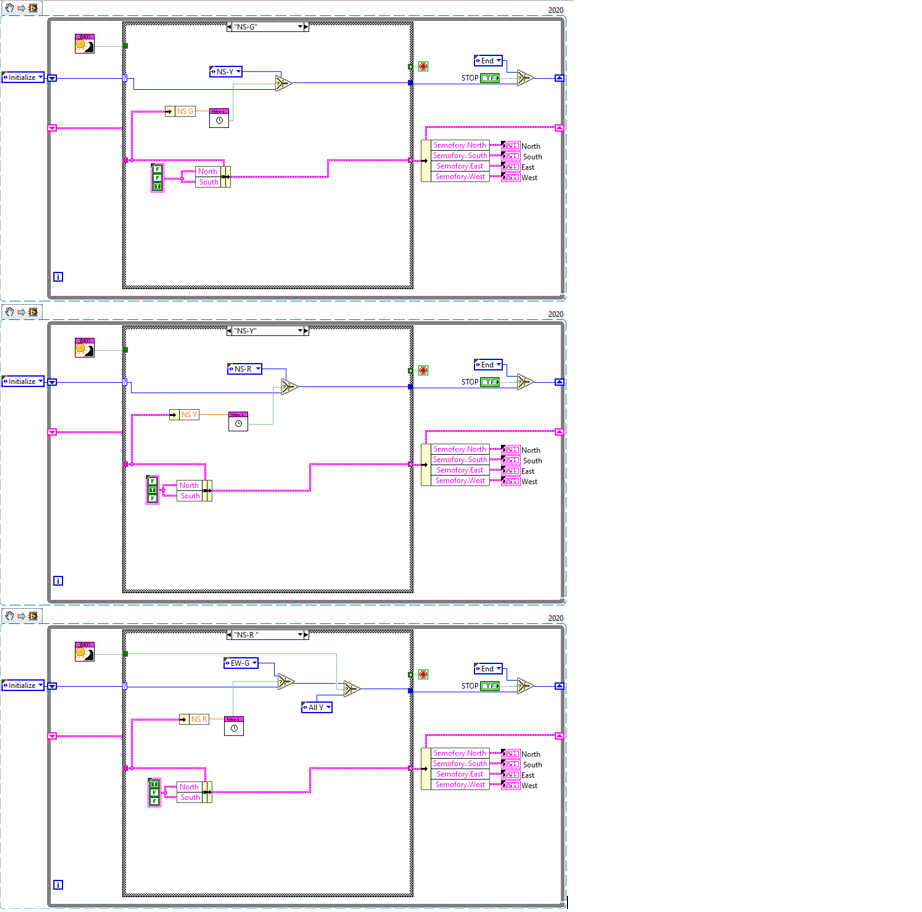 2020
"NS-G"
NS-Y
End
Initialize
STOP
TF
NS G
Semofory.North
North
Semofory. South
South
Semofory.East
East
Semofory.West
West
North
South
F
F
T
i
2020
"NS-Y"
NS-R
End
Initialize
STOP
TF
NS Y
Semofory.North
North
Semofory. South
South
Semofory.East
East
Semofory.West
West
North
South
F
T
F
i
2020
"NS-R "
EW-G
End
Initialize
STOP
TF
All Y
NS R
Semofory.North
North
Semofory. South
South
Semofory.East
East
Semofory.West
West
North
South
T
F
F
i